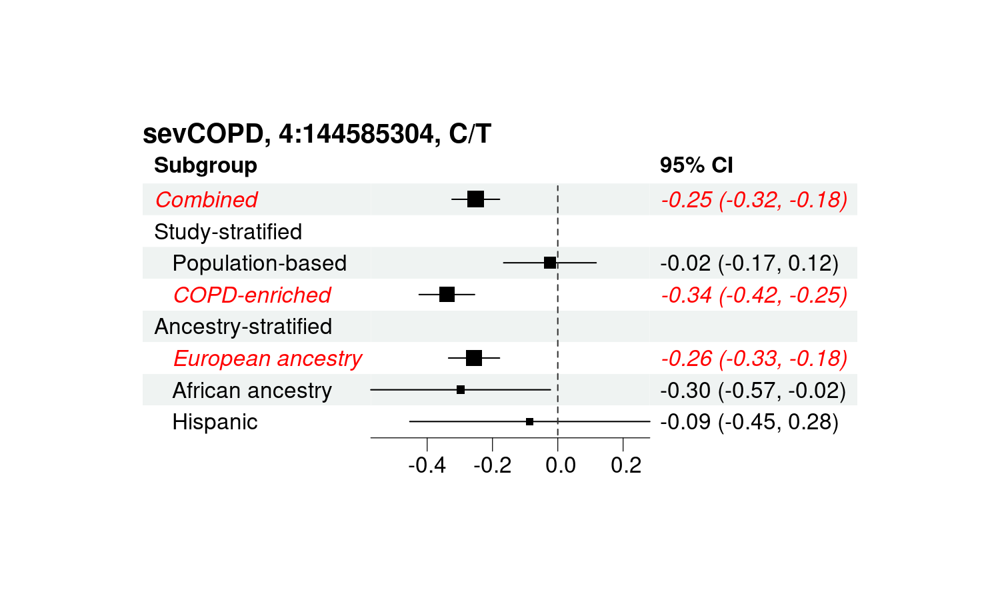 sevCOPD, 4:144585304, C/T
Subgroup 95% CI
Combined -0.25 (-0.32, -0.18)
Study-stratified
Population-based -0.02 (-0.17, 0.12)
COPD-enriched -0.34 (-0.42, -0.25)
Ancestry-stratified
European ancestry -0.26 (-0.33, -0.18)
African ancestry -0.30 (-0.57, -0.02)
Hispanic -0.09 (-0.45, 0.28)
-0.4 -0.2 0.0 0.2